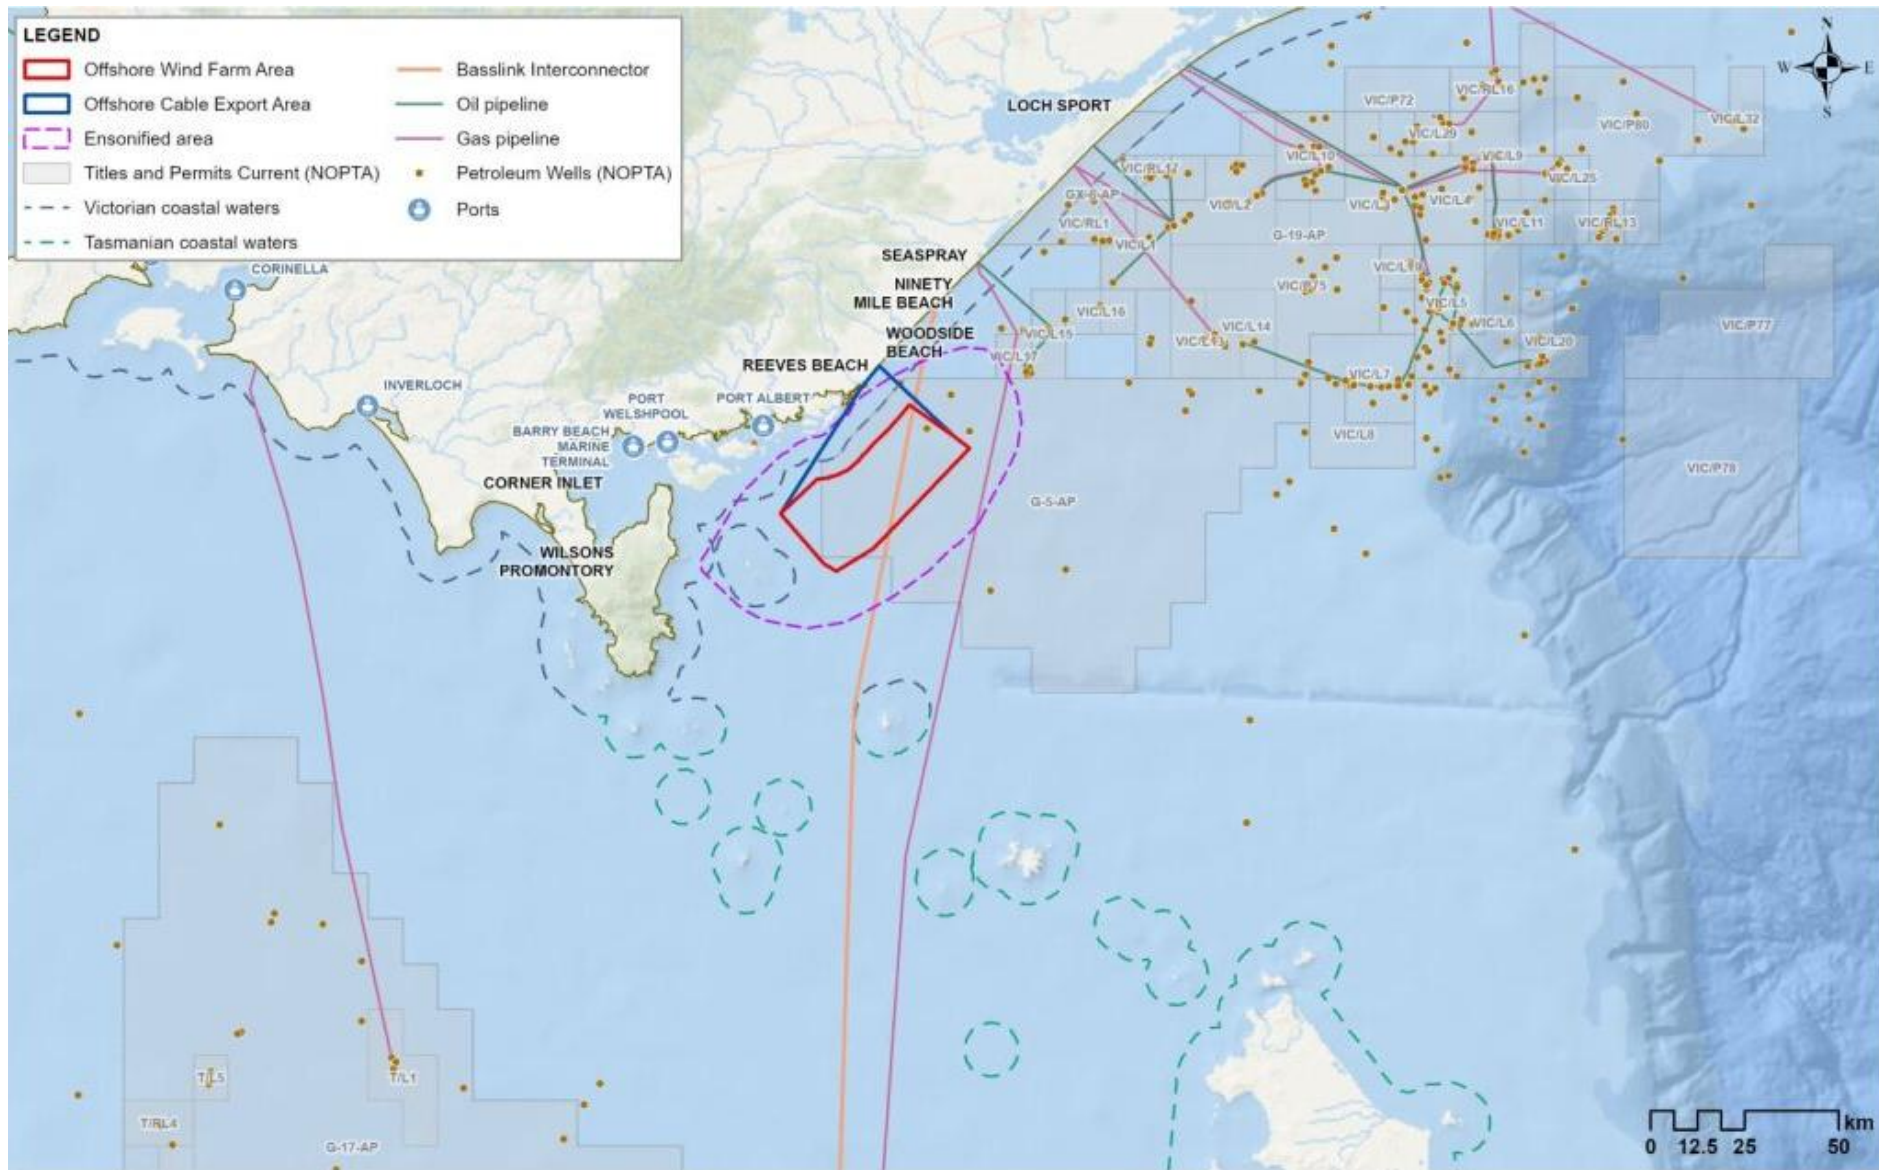 LEGEND
Offshore Wind Farm Area
Offshore Cable Export Area
Ensonified area
Titles and Permits Current (NOPTA)
Victorian coastal waters
Tasmanian coastal waters
Basslink Interconnector
Oil pipeline
Gas pipeline
Petroleum Wells (NOPTA)
Ports
N
W
E
S
LOCH SPORT
SEASPRAY
NINETY
MILE BEACH
WOODSIDE
BEACH
REEVES BEACH
CORINELLA
INVERLOCH
PORT
WELSHPOOL
PORT ALBERT
BARRY BEACH
MARINE
TERMINAL
CORNER INLET
WILSONS
PROMONTORY
VIC/P72
VIC/RL16
VIC/L29
VIC/P80
VIC/L32
VIC/L10
VIC/L9
VIC/RL17
VIC/L25
GX-6-AP
VIC/L2
VIC/L3
VIC/L4
VIC/RL1
VIC/L1
VIC/L11
VIC/RL13
G-19-AP
VIC/P75
VIC/L5
VIC/L16
VIC/L15
VIC/L17
VIC/L14
VIC/L13
VIC/L6
VIC/L20
VIC/P77
VIC/L7
VIC/L8
VIC/P78
G-5-AP
T/L5
T/L1
T/RL4
G-17-AP
km
0 12.5 25 50